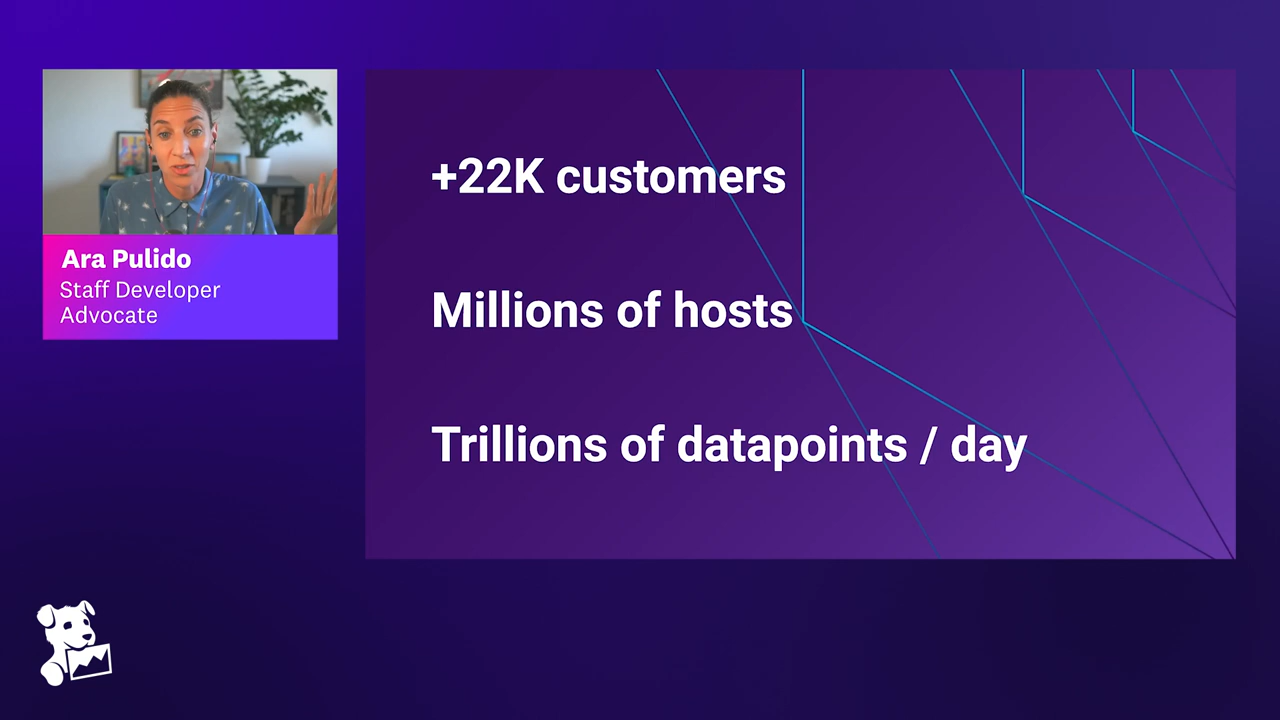 Ara Pulido
Staff Developer
Advocate
+22K customers
Millions of hosts
Trillions of datapoints / day